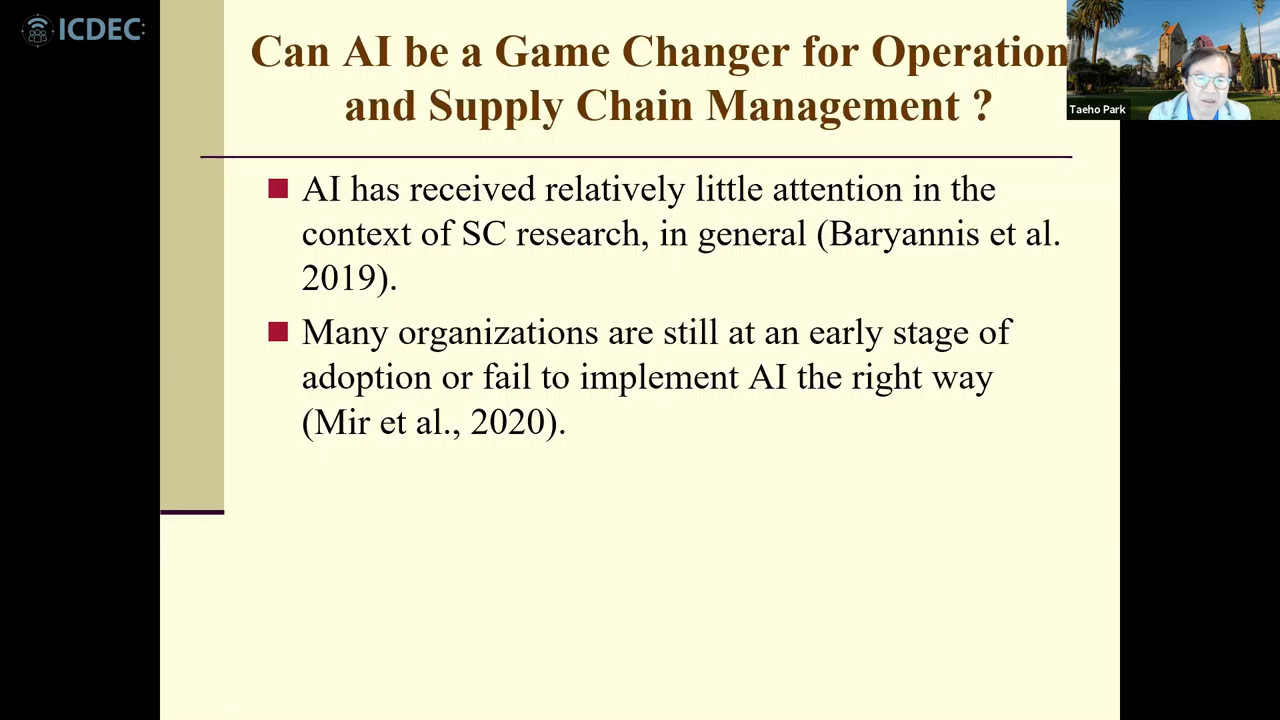 ICDEC
Can AI be a Game Changer for Operation
and Supply Chain Management ?
Taeho Park
AI has received relatively little attention in the
context of SC research, in general (Baryannis et al.
2019).
Many organizations are still at an early stage of
adoption or fail to implement AI the right way
(Mir et al., 2020).